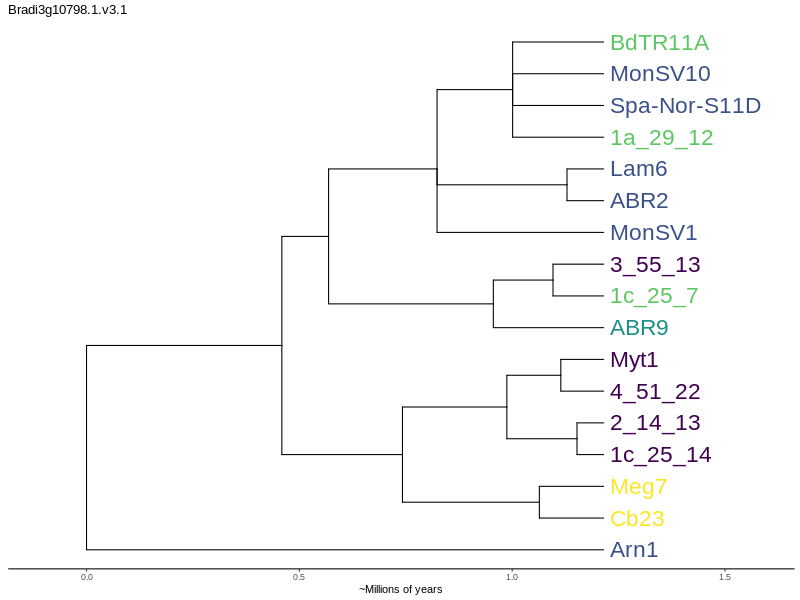 Bradi3g10798.1.v3.1
BdTR11A
MonSV10
Spa-Nor-S11D
1a_29_12
Lam6
ABR2
MonSV1
3_55_13
1c_25_7
ABR9
Myt1
4_51_22
2_14_13
1c_25_14
Meg7
Cb23
Arn1
0.0 0.5 1.0 1.5
~Millions of years